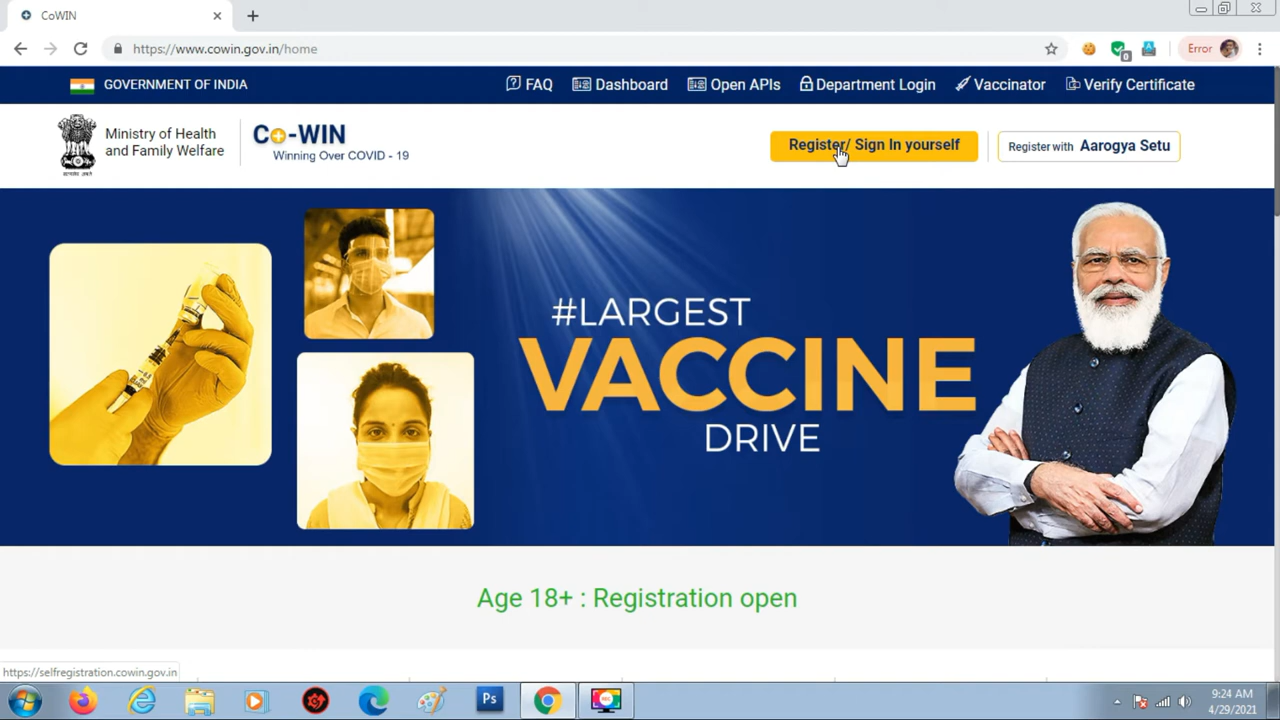 CoWIN
https://www.cowin.gov.in/home
0
Error
GOVERNMENT OF INDIA
FAQ
Dashboard
Open APIs
Department Login
Vaccinator
Verify Certificate
Ministry of Health
and Family Welfare
Co-WIN
Winning Over COVID - 19
Register/ Sign In yourself
Register with Aarogya Setu
#LARGEST
VACCINE
DRIVE
Age 18+ : Registration open
https://selfregistration.cowin.gov.in
Ps
9:24 AM
4/29/2021